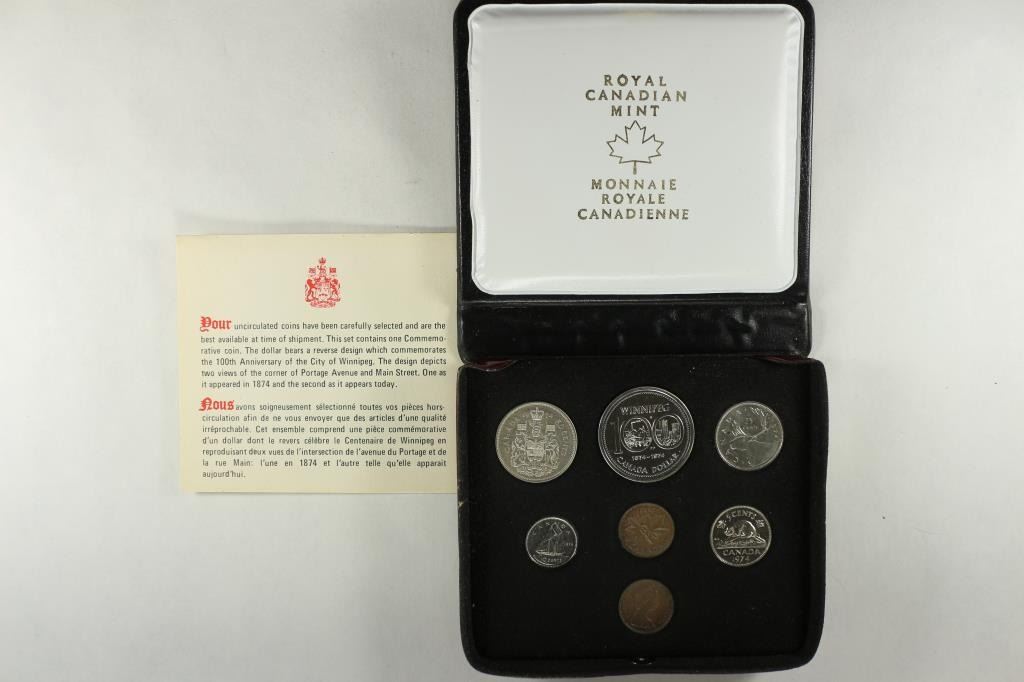 ROYAL
CANADIAN
MINT
MONNAIE
ROYALE
CANADIENNE
Your uncirculated coins have been carefully selected and are the
best available at time of shipment. This set contains one Commemo-
rative coin. The dollar bears a reverse design which commemorates
the 100th Anniversary of the City of Winnipeg. The design depicts
two views of the corner of Portage Avenue and Main Street. One as
it appeared in 1874 and the second as it appears today.
Nous avons soigneusement sélectionné toutes vos pièces hors-
circulation afin de ne vous envoyer que des articles d'une qualité
irréprochable. Cet ensemble comprend une pièce commémorative
d'un dollar dont le revers célèbre le Centenaire de Winnipeg en
reproduisant deux vues de l'intersection de l'avenue du Portage et de
la rue Main: l'une en 1874 et l'autre telle qu'elle apparait
aujourd'hui.
WINNIPEG
100
1874-1974
CANADA DOLLAR
CANADA
10 CENTS
5 CENTS
CANADA
1974